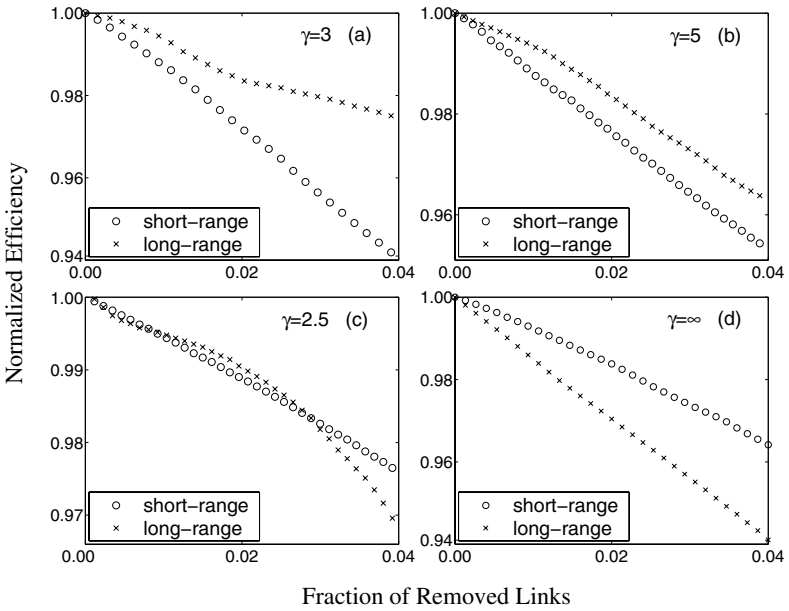 1.00
0.98
0.96
0.94
0.00
0.02
0.04
γ=3 (a)
short-range
long-range
1.00
0.98
0.96
0.00
0.02
0.04
γ=5 (b)
short-range
long-range
1.00
0.99
0.98
0.97
0.00
0.02
0.04
γ=2.5 (c)
short-range
long-range
1.00
0.98
0.96
0.94
0.00
0.02
0.04
γ=∞ (d)
short-range
long-range
Normalized Efficiency
Fraction of Removed Links